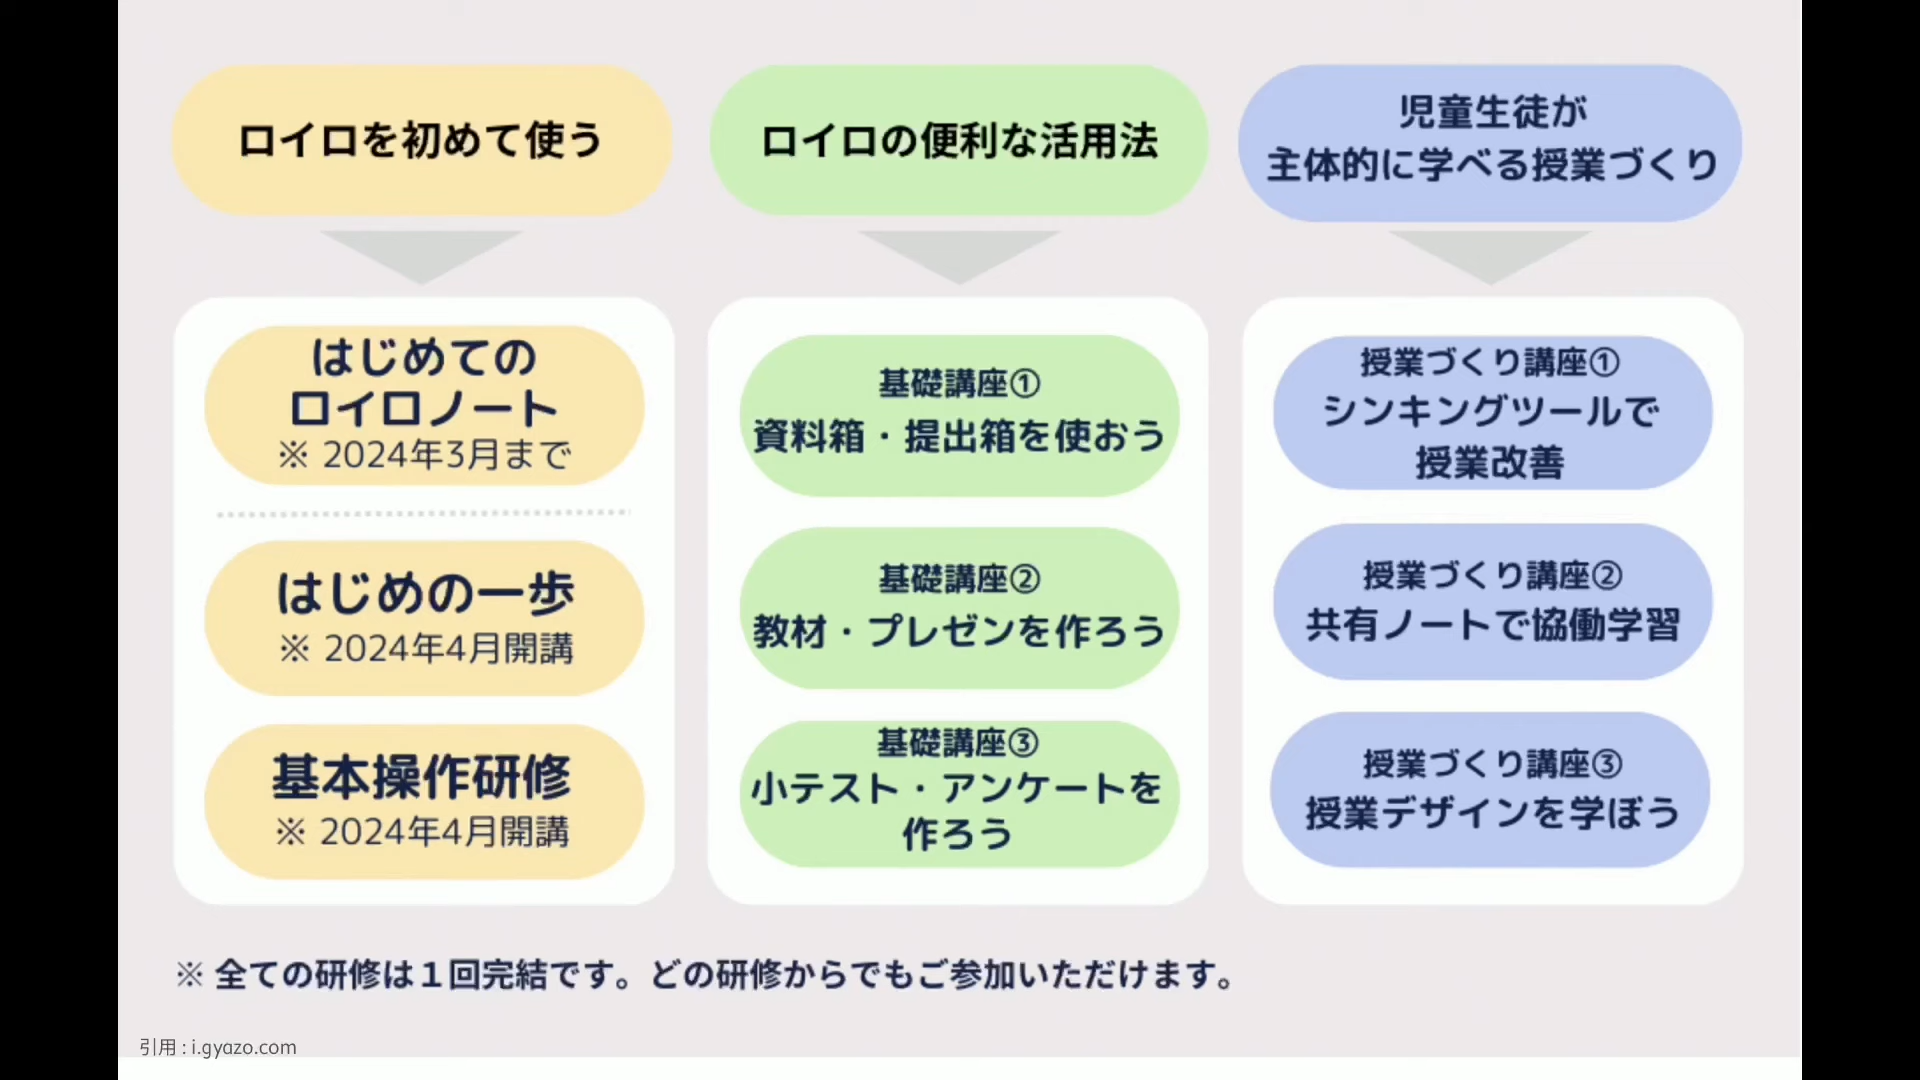 ロイロを初めて使う
はじめての
ロイロノート
※ 2024年3月まで
はじめの一歩
※ 2024年4月開講
基本操作研修
※ 2024年4月開講
ロイロの便利な活用法
基礎講座①
資料箱・提出箱を使おう
基礎講座②
教材・プレゼンを作ろう
基礎講座③
小テスト・アンケートを
作ろう
児童生徒が
主体的に学べる授業づくり
授業づくり講座①
シンキングツールで
授業改善
授業づくり講座②
共有ノートで協働学習
授業づくり講座③
授業デザインを学ぼう
※ 全ての研修は１回完結です。どの研修からでもご参加いただけます。
引用 : i.gyazo.com